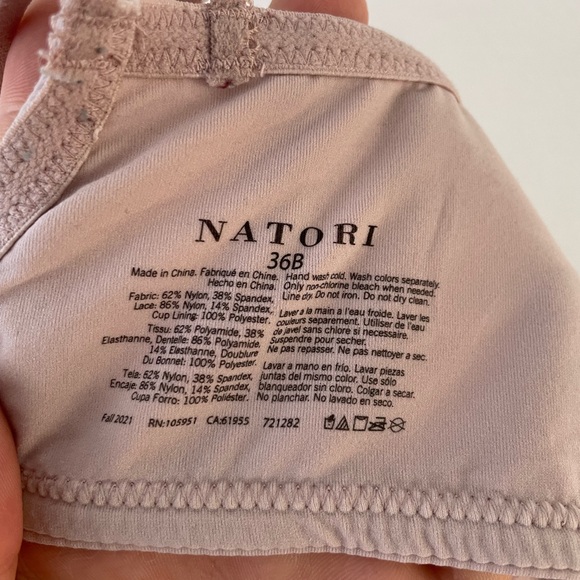 NATORI
36B
Made in China. Fabriqué en Chine.
Hecho en China.
Fabric: 62% Nylon, 38% Spandex,
Lace: 86% Nylon, 14% Spandex,
Cup Lining: 100% Polyester.
Tissu: 62% Polyamide, 38%
Elasthanne, Dentelle: 86% Polyamide,
14% Elasthanne, Doublure
Du Bonnet: 100% Polyester.
Tela: 62% Nylon, 38% Spandex,
Encaje: 86% Nylon, 14% Spandex,
Cupa Forro: 100% Poliéster.
Hand wash cold. Wash colors separately.
Only non-chlorine bleach when needed.
Line dry. Do not iron. Do not dry clean.
Laver a la main a l'eau froide. Laver les
couleurs separement. Utiliser de l'eau
de javel sans chlore si necessaire.
Suspendre pour secher.
Ne pas repasser. Ne pas nettoyer a sec.
Lavar a mano en frío. Lavar piezas
juntas del mismo color. Use sólo
blanqueador sin cloro. Colgar a secar.
No planchar. No lavado en seco.
Fall 2021 RN:105951 CA:61955 721282